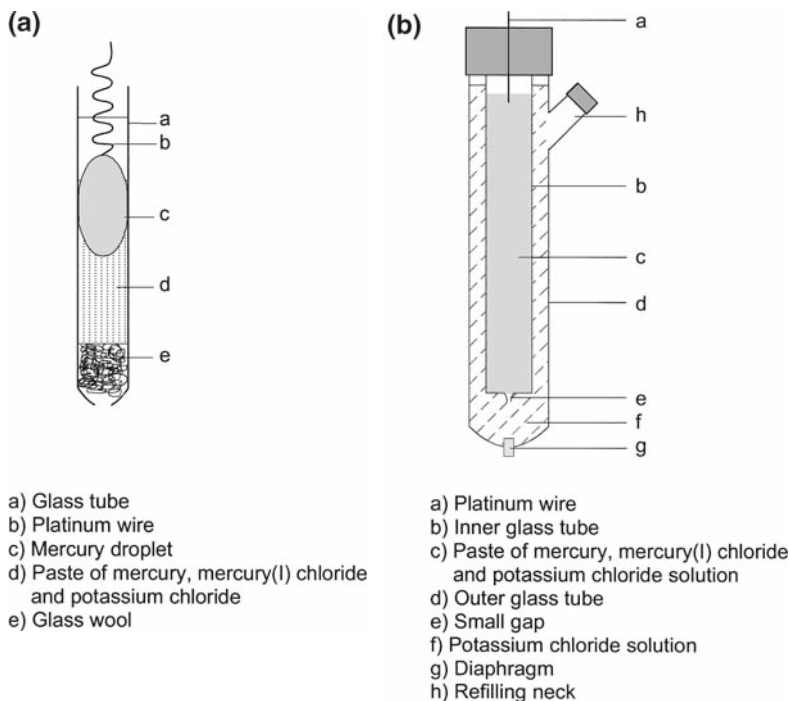 (a)
a
b
c
d
e
a) Glass tube
b) Platinum wire
c) Mercury droplet
d) Paste of mercury, mercury(I) chloride
and potassium chloride
e) Glass wool
(b)
a
h
b
c
d
e
f
g
a) Platinum wire
b) Inner glass tube
c) Paste of mercury, mercury(I) chloride
and potassium chloride solution
d) Outer glass tube
e) Small gap
f) Potassium chloride solution
g) Diaphragm
h) Refilling neck